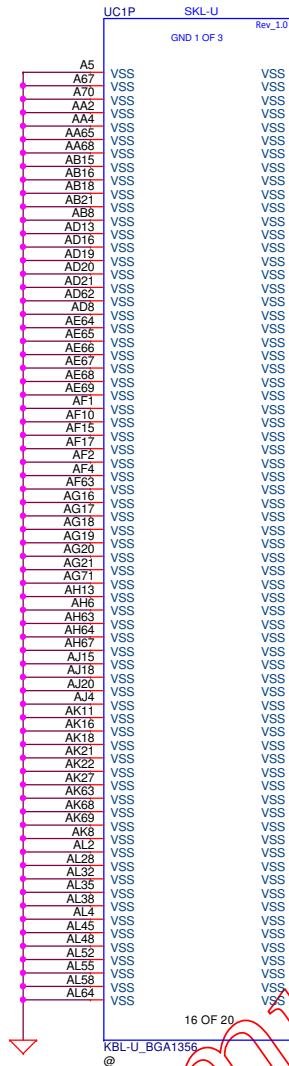 UC1P SKL-U
Rev_1.0
GND 1 OF 3
A5 VSS VSS
A67 VSS VSS
A70 VSS VSS
AA2 VSS VSS
AA4 VSS VSS
AA65 VSS VSS
AA68 VSS VSS
AB15 VSS VSS
AB16 VSS VSS
AB18 VSS VSS
AB21 VSS VSS
AB8 VSS VSS
AD13 VSS VSS
AD16 VSS VSS
AD19 VSS VSS
AD20 VSS VSS
AD21 VSS VSS
AD62 VSS VSS
AD8 VSS VSS
AE64 VSS VSS
AE65 VSS VSS
AE66 VSS VSS
AE67 VSS VSS
AE68 VSS VSS
AE69 VSS VSS
AF1 VSS VSS
AF10 VSS VSS
AF15 VSS VSS
AF17 VSS VSS
AF2 VSS VSS
AF4 VSS VSS
AF63 VSS VSS
AG16 VSS VSS
AG17 VSS VSS
AG18 VSS VSS
AG19 VSS VSS
AG20 VSS VSS
AG21 VSS VSS
AG71 VSS VSS
AH13 VSS VSS
AH6 VSS VSS
AH63 VSS VSS
AH64 VSS VSS
AH67 VSS VSS
AJ15 VSS VSS
AJ18 VSS VSS
AJ20 VSS VSS
AJ4 VSS VSS
AK11 VSS VSS
AK16 VSS VSS
AK18 VSS VSS
AK21 VSS VSS
AK22 VSS VSS
AK27 VSS VSS
AK63 VSS VSS
AK68 VSS VSS
AK69 VSS VSS
AK8 VSS VSS
AL2 VSS VSS
AL28 VSS VSS
AL32 VSS VSS
AL35 VSS VSS
AL38 VSS VSS
AL4 VSS VSS
AL45 VSS VSS
AL48 VSS VSS
AL52 VSS VSS
AL55 VSS VSS
AL58 VSS VSS
AL64 VSS VSS
16 OF 20
KBL-U_BGA1356
@